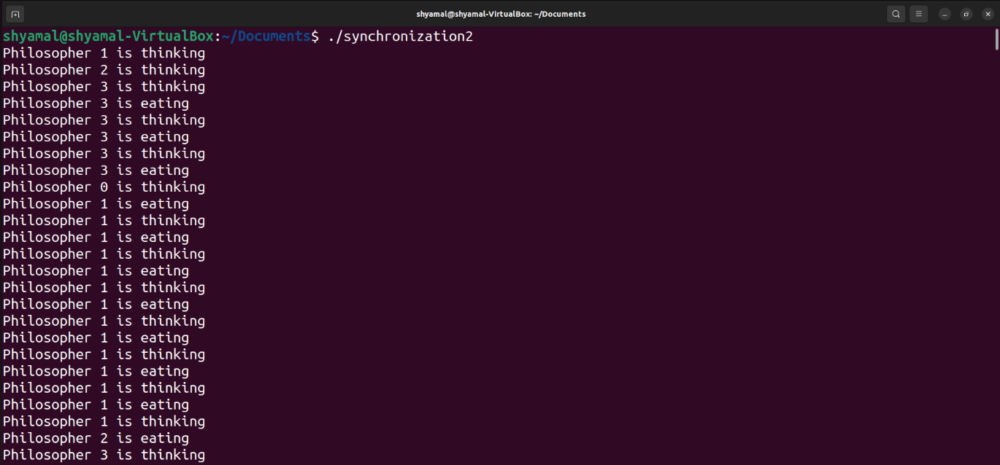 shyamal@shyamal-VirtualBox: ~/Documents
shyamal@shyamal-VirtualBox:~/Documents$ ./synchronization2
Philosopher 1 is thinking
Philosopher 2 is thinking
Philosopher 3 is thinking
Philosopher 3 is eating
Philosopher 3 is thinking
Philosopher 3 is eating
Philosopher 3 is thinking
Philosopher 3 is eating
Philosopher 0 is thinking
Philosopher 1 is eating
Philosopher 1 is thinking
Philosopher 1 is eating
Philosopher 1 is thinking
Philosopher 1 is eating
Philosopher 1 is thinking
Philosopher 1 is eating
Philosopher 1 is thinking
Philosopher 1 is eating
Philosopher 1 is thinking
Philosopher 1 is eating
Philosopher 1 is thinking
Philosopher 1 is eating
Philosopher 1 is thinking
Philosopher 2 is eating
Philosopher 3 is thinking